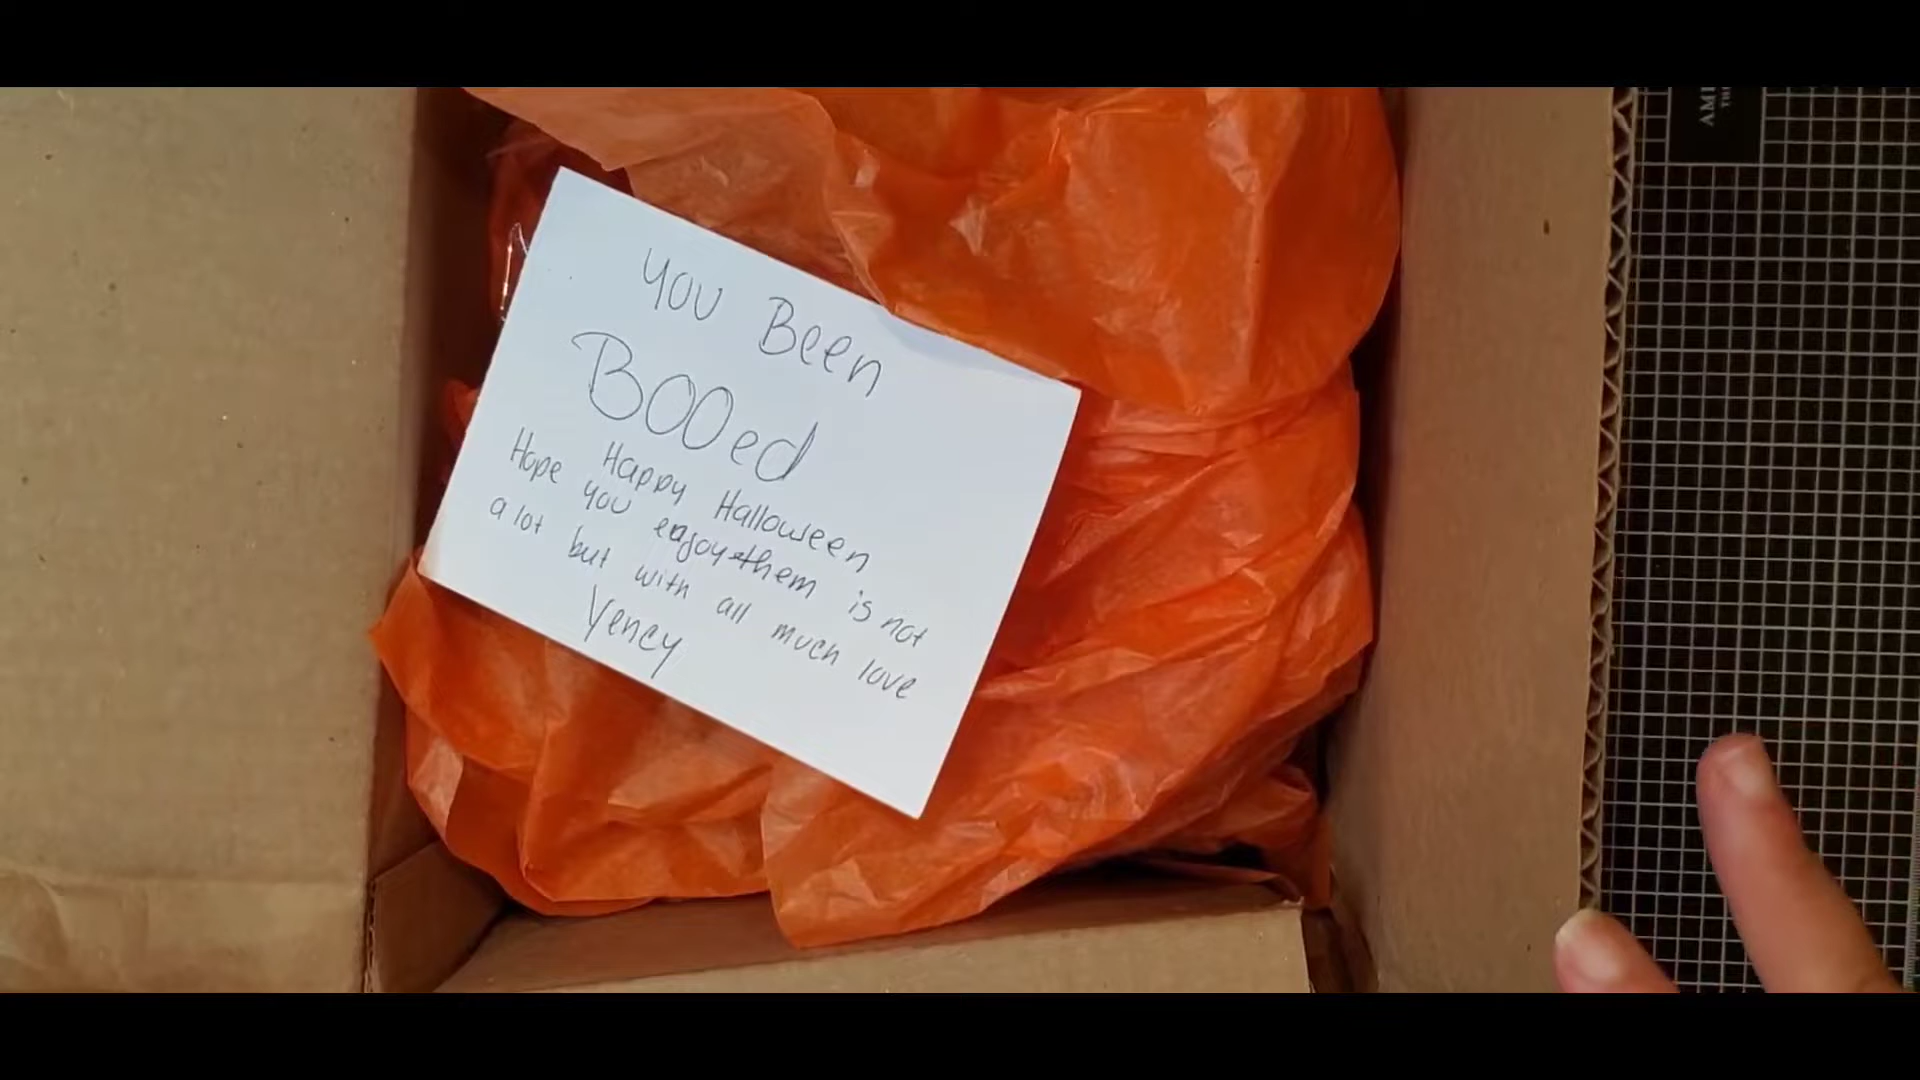 YOU Been
BOOed
Happy Halloween
Hope you enjoy them is not
a lot but with all much love
Yency